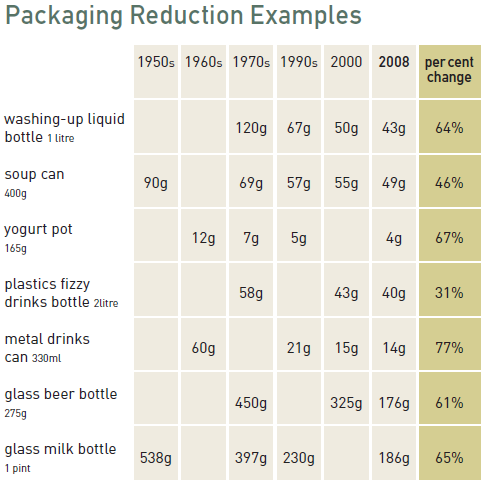 Packaging Reduction Examples
1950s 1960s 1970s 1990s 2000 2008 per cent change
washing-up liquid
bottle 1 litre 120g 67g 50g 43g 64%
soup can
400g 90g 69g 57g 55g 49g 46%
yogurt pot
165g 12g 7g 5g 4g 67%
plastics fizzy
drinks bottle 2litre 58g 43g 40g 31%
metal drinks
can 330ml 60g 21g 15g 14g 77%
glass beer bottle
275g 450g 325g 176g 61%
glass milk bottle
1 pint 538g 397g 230g 186g 65%